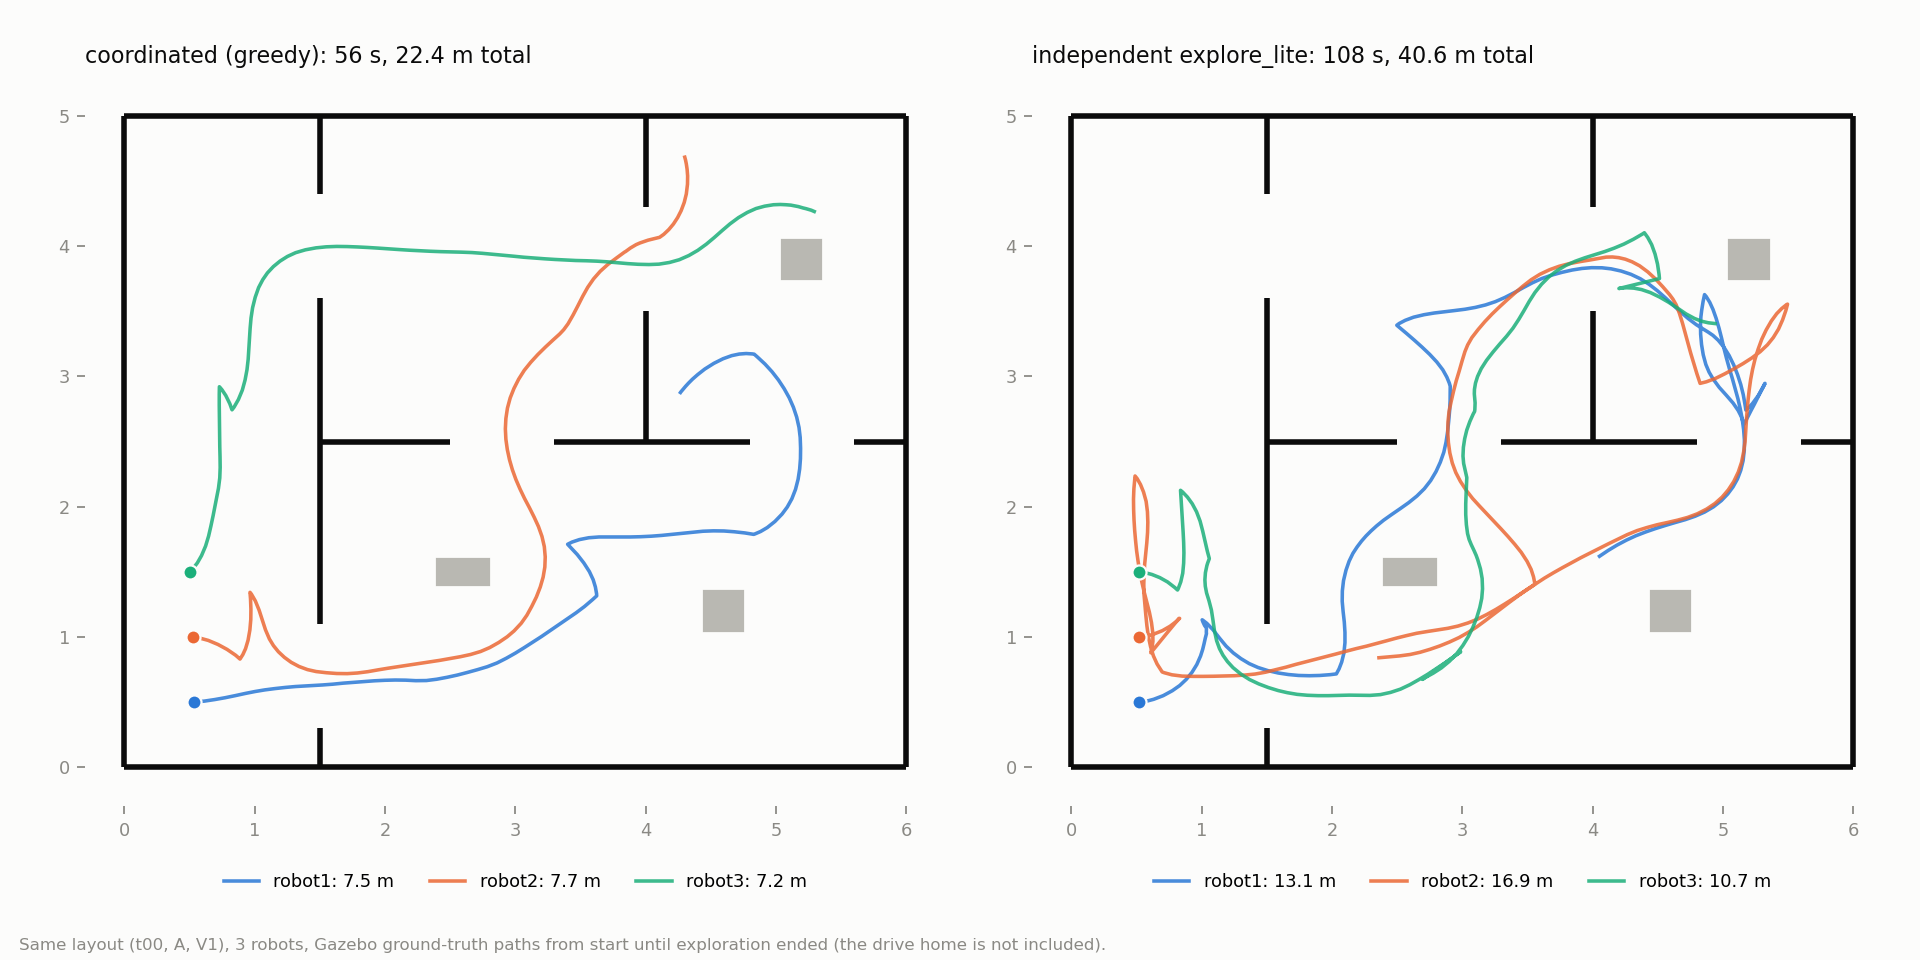 coordinated (greedy): 56 s, 22.4 m total
5
4
3
2
1
0
0 1 2 3 4 5 6
robot1: 7.5 m robot2: 7.7 m robot3: 7.2 m
independent explore_lite: 108 s, 40.6 m total
5
4
3
2
1
0
0 1 2 3 4 5 6
robot1: 13.1 m robot2: 16.9 m robot3: 10.7 m
Same layout (t00, A, V1), 3 robots, Gazebo ground-truth paths from start until exploration ended (the drive home is not included).